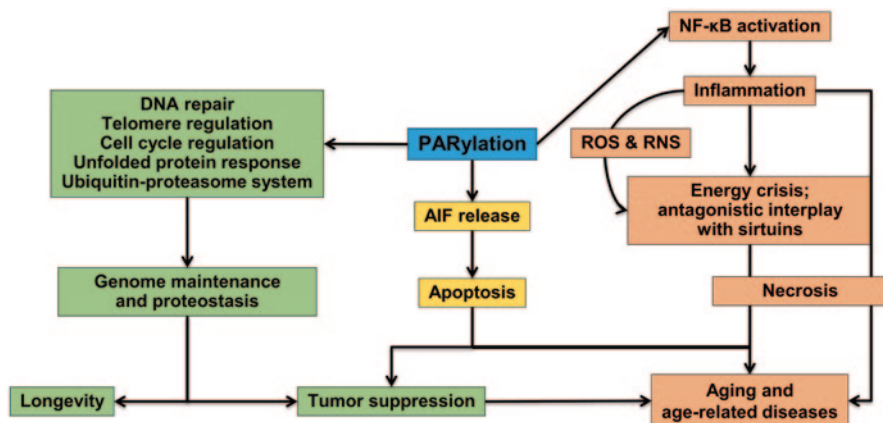 NF-κB activation
DNA repair
Telomere regulation
Cell cycle regulation
Unfolded protein response
Ubiquitin-proteasome system
PARylation
Inflammation
ROS & RNS
AIF release
Energy crisis;
antagonistic interplay
with sirtuins
Genome maintenance
and proteostasis
Apoptosis
Necrosis
Longevity
Tumor suppression
Aging and
age-related diseases